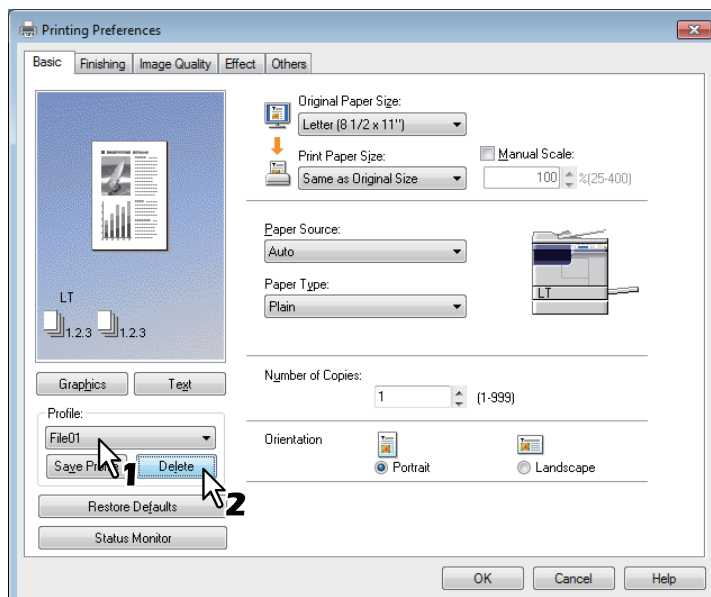 Printing Preferences
Basic Finishing Image Quality Effect Others
Original Paper Size:
Letter (8 1/2 x 11")
Print Paper Size:
Same as Original Size
Manual Scale:
100 %(25-400)
Paper Source:
Auto
Paper Type:
Plain
LT
LT
1.2.3 1.2.3
Graphics Text
Number of Copies:
1 (1-999)
Profile:
File01
Save Profile Delete
1
2
Orientation
Portrait Landscape
Restore Defaults
Status Monitor
OK Cancel Help